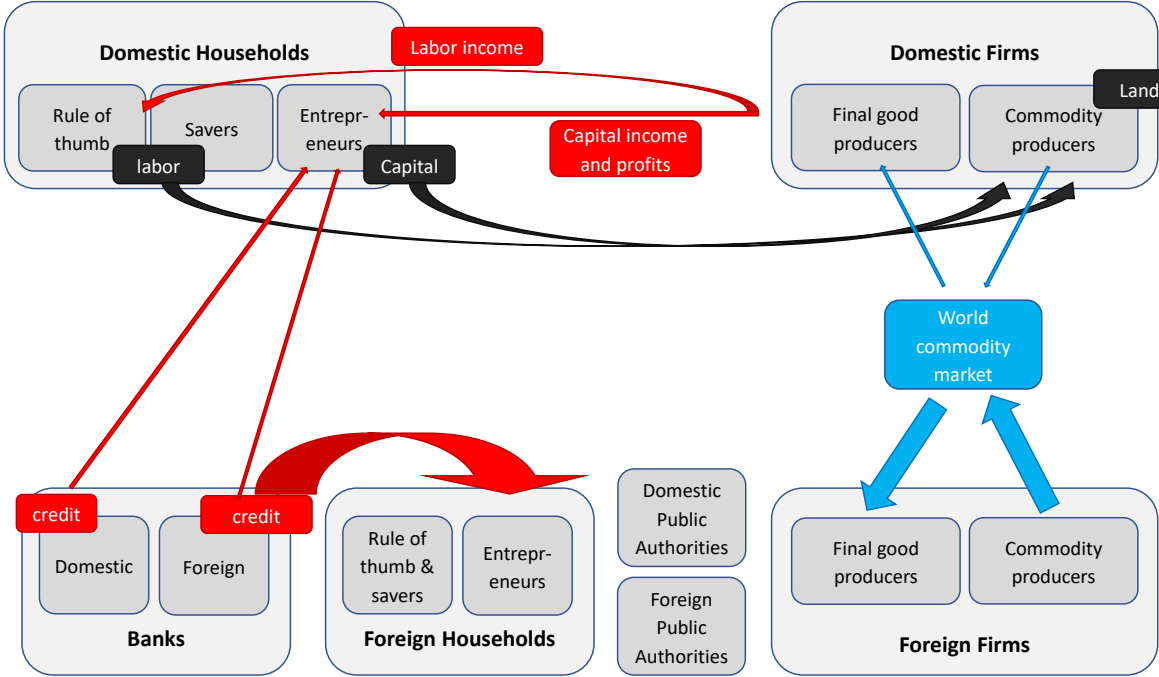 Domestic Households
Rule of
thumb
Savers
Entrepr-
eneurs
labor
Capital
Labor income
Capital income
and profits
Domestic Firms
Final good
producers
Commodity
producers
Land
World
commodity
market
credit
credit
Domestic
Foreign
Banks
Rule of
thumb &
savers
Entrepr-
eneurs
Foreign Households
Domestic
Public
Authorities
Foreign
Public
Authorities
Final good
producers
Commodity
producers
Foreign Firms